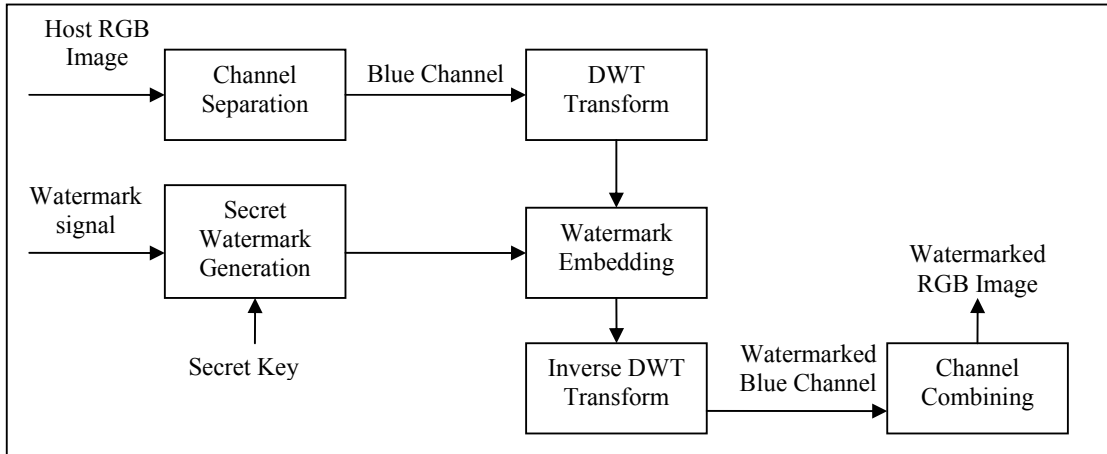 Host RGB
Image
Channel
Separation
Blue Channel
DWT
Transform
Watermark
signal
Secret
Watermark
Generation
Watermark
Embedding
Watermarked
RGB Image
Secret Key
Inverse DWT
Transform
Watermarked
Blue Channel
Channel
Combining